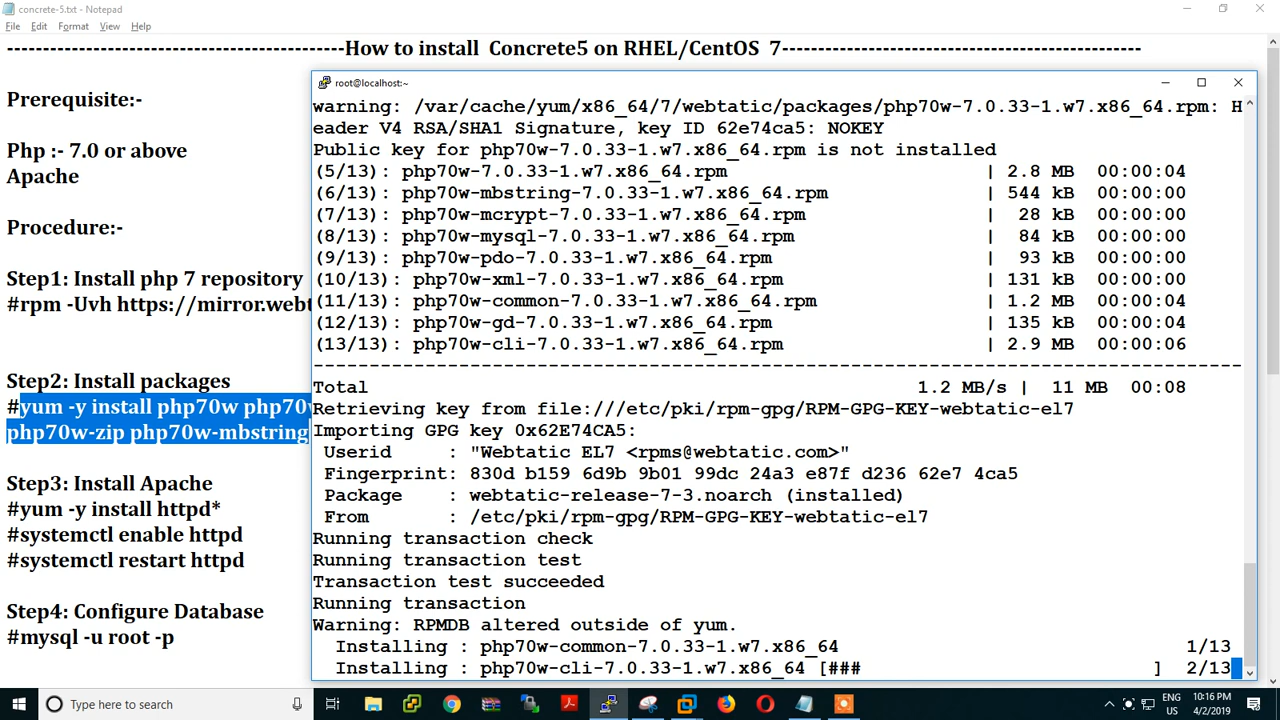 concrete-5.txt - Notepad
File Edit Format View Help
-----------------------------------------------How to install Concrete5 on RHEL/CentOS 7--------------------------------------------------
Prerequisite:-
Php :- 7.0 or above
Apache
Procedure:-
Step1: Install php 7 repository
#rpm -Uvh https://mirror.webt
Step2: Install packages
#yum -y install php70w php70
php70w-zip php70w-mbstring
Step3: Install Apache
#yum -y install httpd*
#systemctl enable httpd
#systemctl restart httpd
Step4: Configure Database
#mysql -u root -p
root@localhost:~
warning: /var/cache/yum/x86_64/7/webtatic/packages/php70w-7.0.33-1.w7.x86_64.rpm: H
eader V4 RSA/SHA1 Signature, key ID 62e74ca5: NOKEY
Public key for php70w-7.0.33-1.w7.x86_64.rpm is not installed
(5/13): php70w-7.0.33-1.w7.x86_64.rpm | 2.8 MB 00:00:04
(6/13): php70w-mbstring-7.0.33-1.w7.x86_64.rpm | 544 kB 00:00:00
(7/13): php70w-mcrypt-7.0.33-1.w7.x86_64.rpm | 28 kB 00:00:00
(8/13): php70w-mysql-7.0.33-1.w7.x86_64.rpm | 84 kB 00:00:00
(9/13): php70w-pdo-7.0.33-1.w7.x86_64.rpm | 93 kB 00:00:00
(10/13): php70w-xml-7.0.33-1.w7.x86_64.rpm | 131 kB 00:00:00
(11/13): php70w-common-7.0.33-1.w7.x86_64.rpm | 1.2 MB 00:00:04
(12/13): php70w-gd-7.0.33-1.w7.x86_64.rpm | 135 kB 00:00:04
(13/13): php70w-cli-7.0.33-1.w7.x86_64.rpm | 2.9 MB 00:00:06
-----------------------------------------------------------------------------------
Total 1.2 MB/s | 11 MB 00:08
Retrieving key from file:///etc/pki/rpm-gpg/RPM-GPG-KEY-webtatic-el7
Importing GPG key 0x62E74CA5:
Userid : "Webtatic EL7 <rpms@webtatic.com>"
Fingerprint: 830d b159 6d9b 9b01 99dc 24a3 e87f d236 62e7 4ca5
Package : webtatic-release-7-3.noarch (installed)
From : /etc/pki/rpm-gpg/RPM-GPG-KEY-webtatic-el7
Running transaction check
Running transaction test
Transaction test succeeded
Running transaction
Warning: RPMDB altered outside of yum.
Installing : php70w-common-7.0.33-1.w7.x86_64 1/13
Installing : php70w-cli-7.0.33-1.w7.x86_64 [### ] 2/13
Type here to search
ENG
US
10:16 PM
4/2/2019